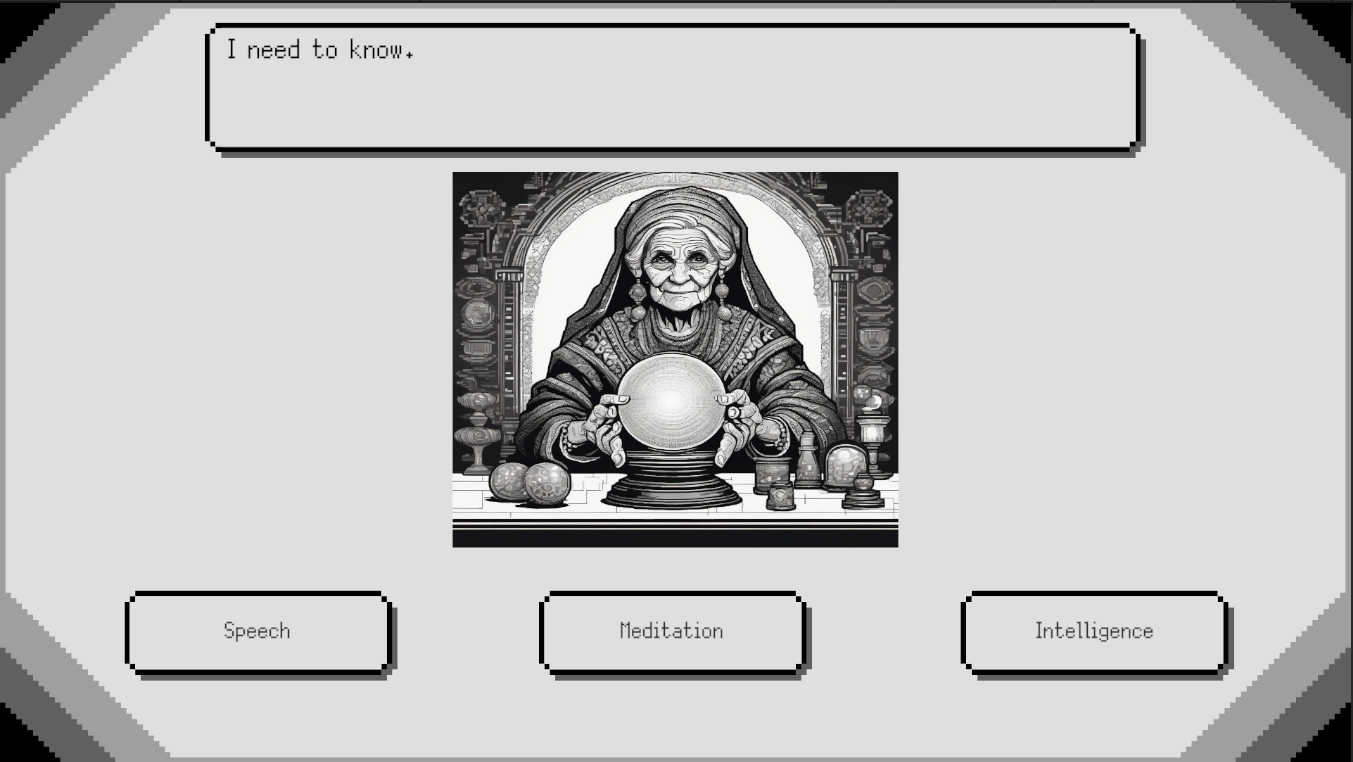 I need to know.
Speech
Meditation
Intelligence